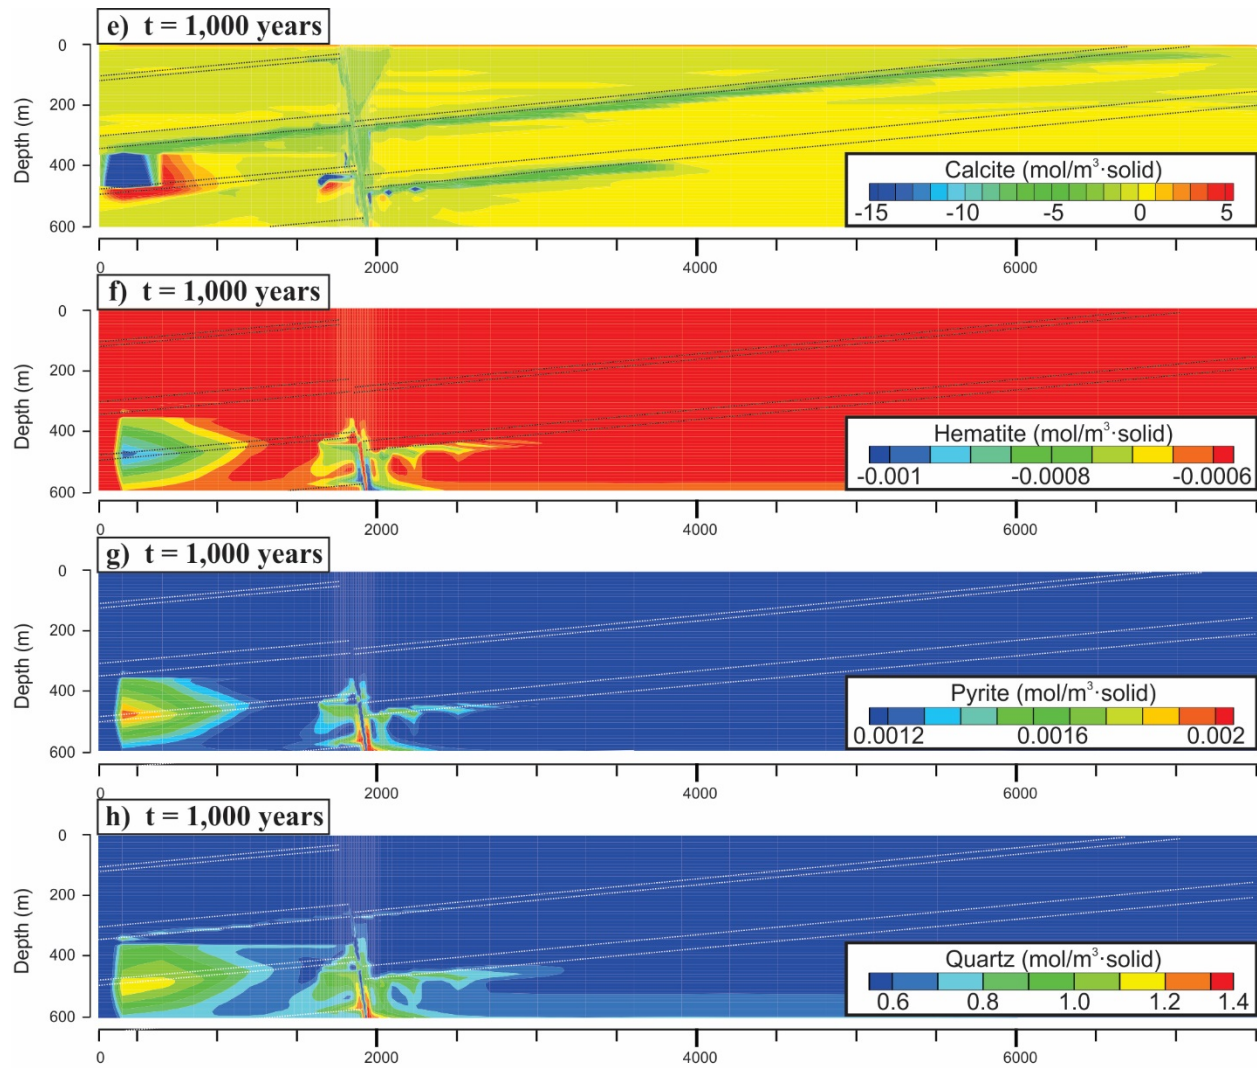 e) t = 1,000 years
0
200
400
600
Depth (m)
Calcite (mol/m³·solid)
-15 -10 -5 0 5
0 2000 4000 6000
f) t = 1,000 years
0
200
400
600
Depth (m)
Hematite (mol/m³·solid)
-0.001 -0.0008 -0.0006
0 2000 4000 6000
g) t = 1,000 years
0
200
400
600
Depth (m)
Pyrite (mol/m³·solid)
0.0012 0.0016 0.002
0 2000 4000 6000
h) t = 1,000 years
0
200
400
600
Depth (m)
Quartz (mol/m³·solid)
0.6 0.8 1.0 1.2 1.4
0 2000 4000 6000